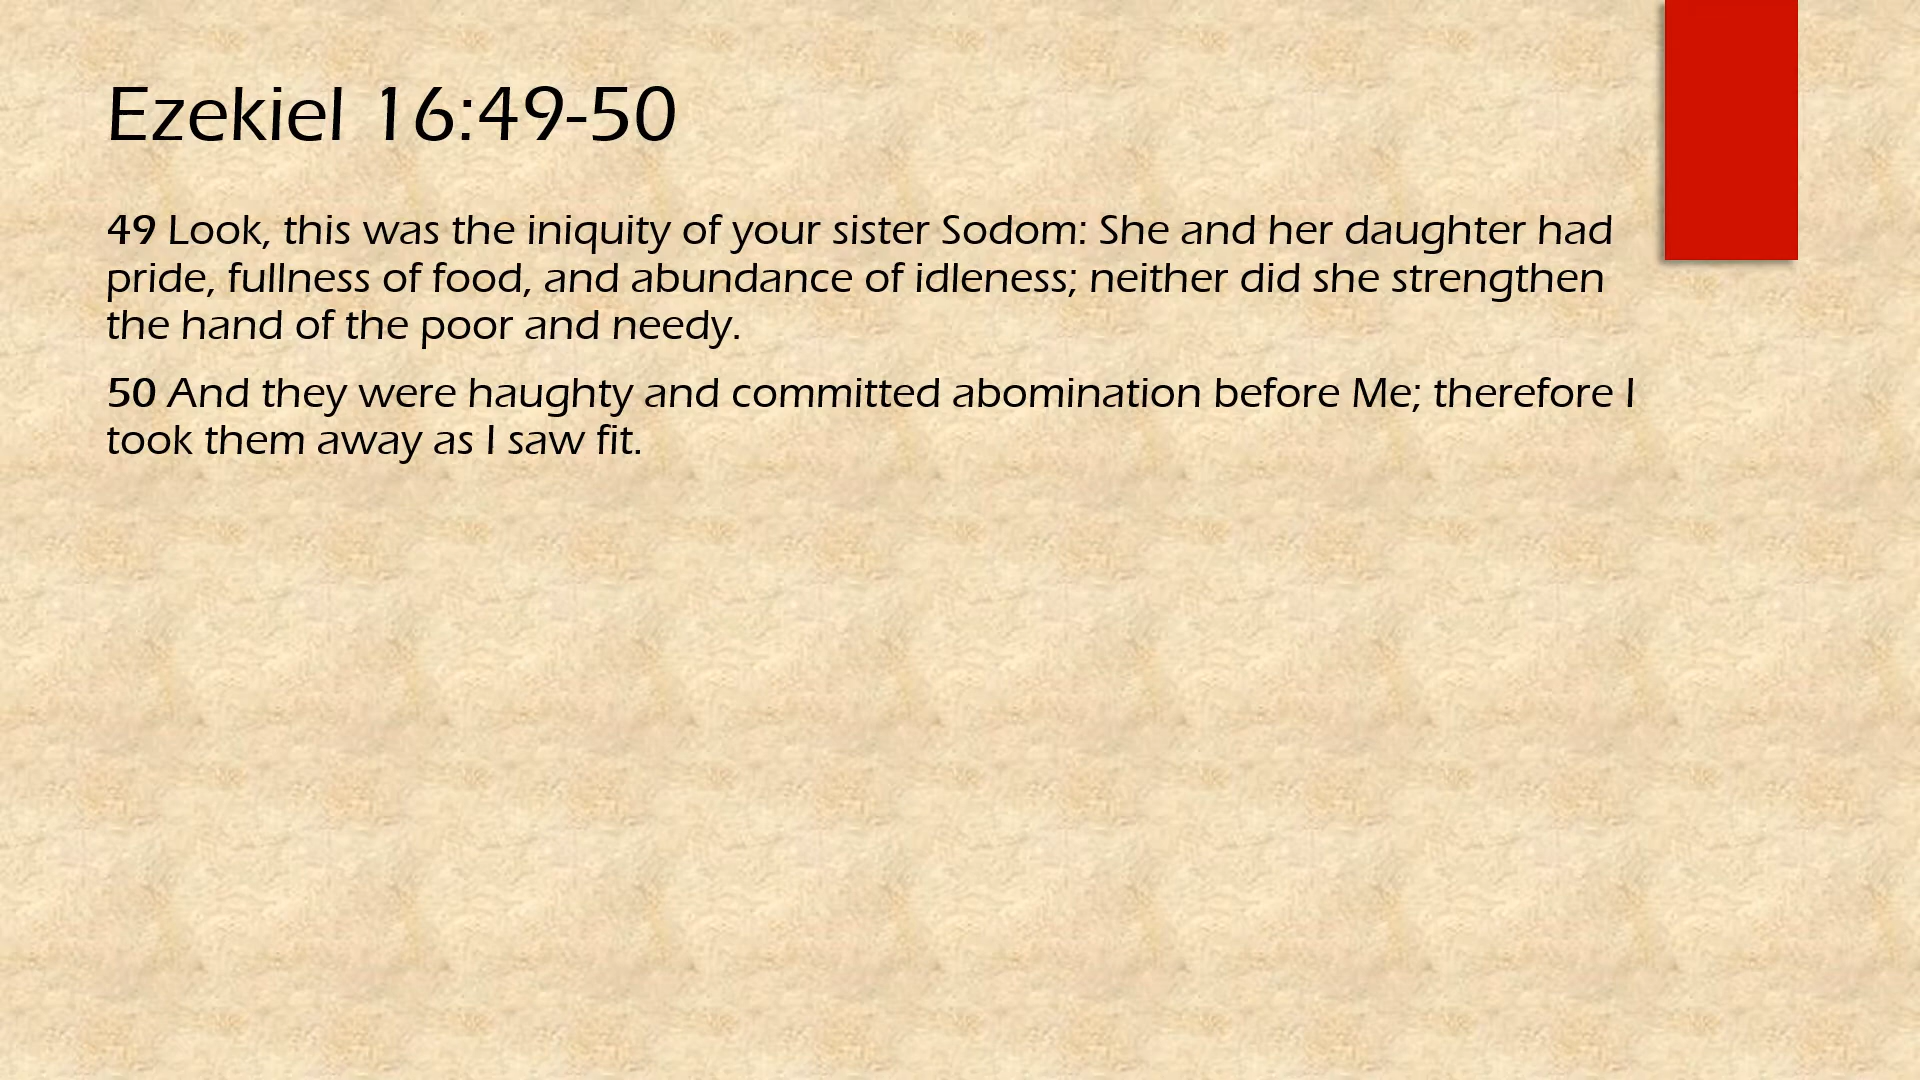 Ezekiel 16:49-50
49 Look, this was the iniquity of your sister Sodom: She and her daughter had
pride, fullness of food, and abundance of idleness; neither did she strengthen
the hand of the poor and needy.
50 And they were haughty and committed abomination before Me; therefore I
took them away as I saw fit.